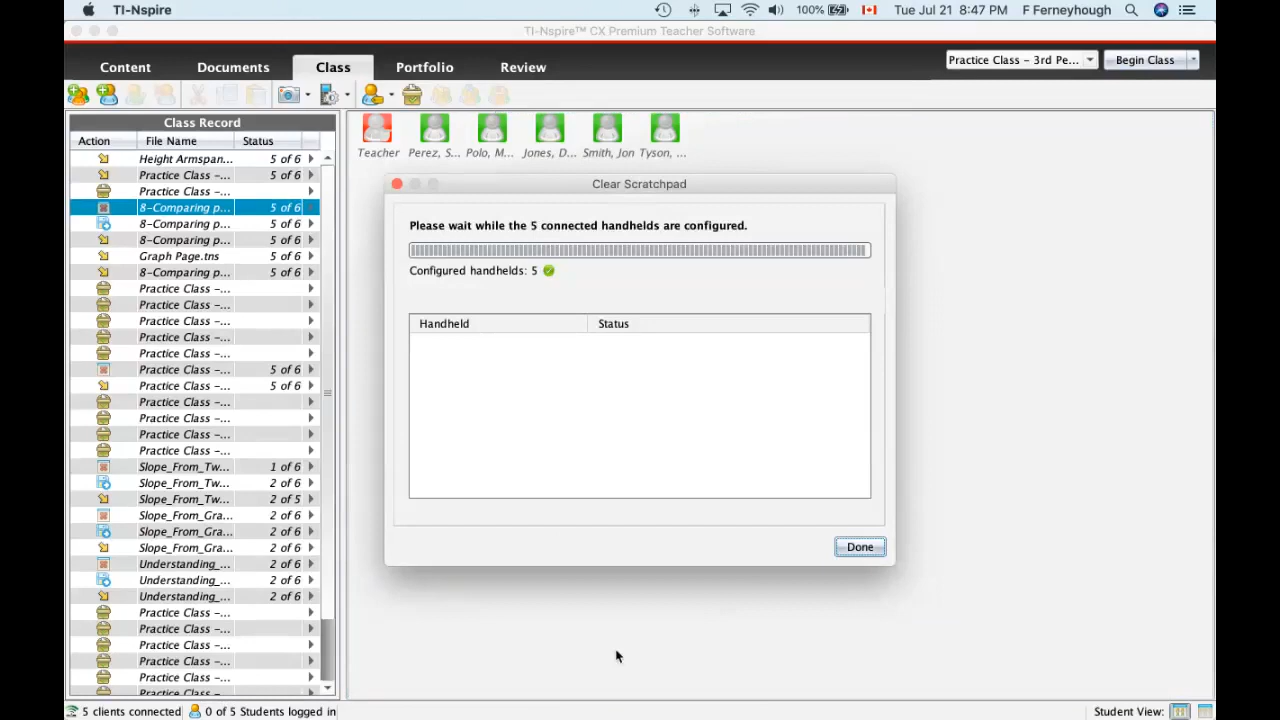 TI-Nspire
100%
Tue Jul 21 8:47 PM
F Ferneyhough
TI-Nspire™ CX Premium Teacher Software
Content
Documents
Class
Portfolio
Review
Practice Class - 3rd Pe...
Begin Class
Class Record
Action File Name Status
Height Armspan... 5 of 6
Practice Class -... 5 of 6
Practice Class -...
8-Comparing p... 5 of 6
8-Comparing p... 5 of 6
8-Comparing p... 5 of 6
Graph Page.tns 5 of 6
8-Comparing p... 5 of 6
Practice Class -...
Practice Class -...
Practice Class -...
Practice Class -...
Practice Class -...
Practice Class -... 5 of 6
Practice Class -... 5 of 6
Practice Class -...
Practice Class -...
Practice Class -...
Practice Class -...
Slope_From_Tw... 1 of 6
Slope_From_Tw... 2 of 6
Slope_From_Tw... 2 of 5
Slope_From_Gra... 2 of 6
Slope_From_Gra... 2 of 6
Slope_From_Gra... 2 of 6
Understanding_... 2 of 6
Understanding_... 2 of 6
Understanding_... 2 of 6
Practice Class -...
Practice Class -...
Practice Class -...
Practice Class -...
Practice Class -...
Practice Class -
Teacher
Perez, S...
Polo, M...
Jones, D...
Smith, Jon
Tyson, ...
Clear Scratchpad
Please wait while the 5 connected handhelds are configured.
Configured handhelds: 5
Handheld Status
Done
5 clients connected
0 of 5 Students logged in
Student View: